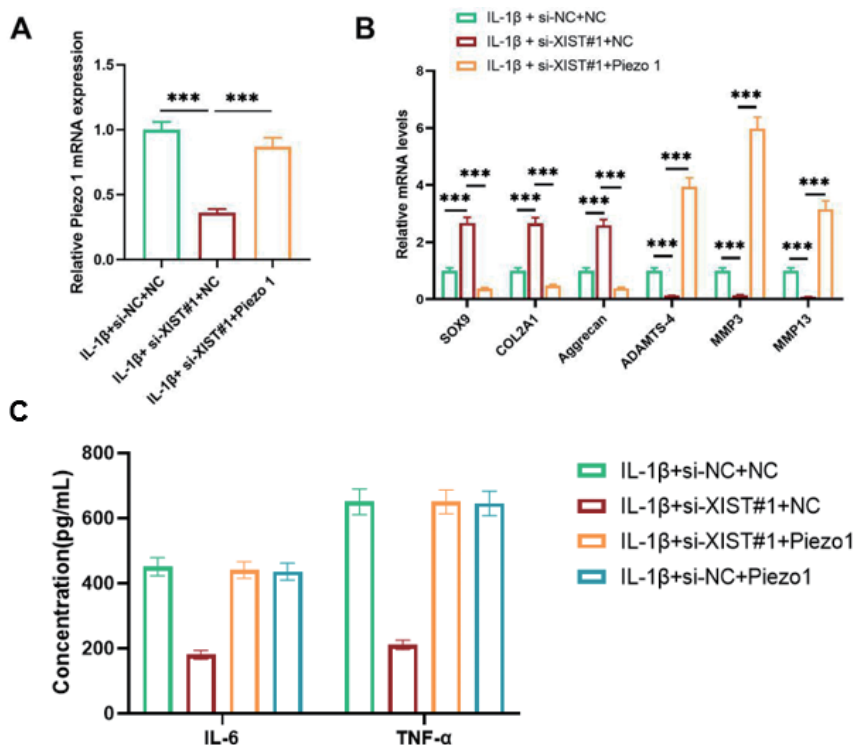 A
Relative Piezo 1 mRNA expression
1.5
1.0
0.5
0.0
*** ***
IL-1β+si-NC+NC
IL-1β+ si-XIST#1+NC
IL-1β+ si-XIST#1+Piezo 1
B
IL-1β + si-NC+NC
IL-1β + si-XIST#1+NC
IL-1β + si-XIST#1+Piezo 1
Relative mRNA levels
8
6
4
2
0
*** *** *** *** *** *** *** *** *** *** *** ***
SOX9
COL2A1
Aggrecan
ADAMTS-4
MMP3
MMP13
C
Concentration(pg/mL)
800
600
400
200
0
IL-6
TNF-α
IL-1β+si-NC+NC
IL-1β+si-XIST#1+NC
IL-1β+si-XIST#1+Piezo1
IL-1β+si-NC+Piezo1